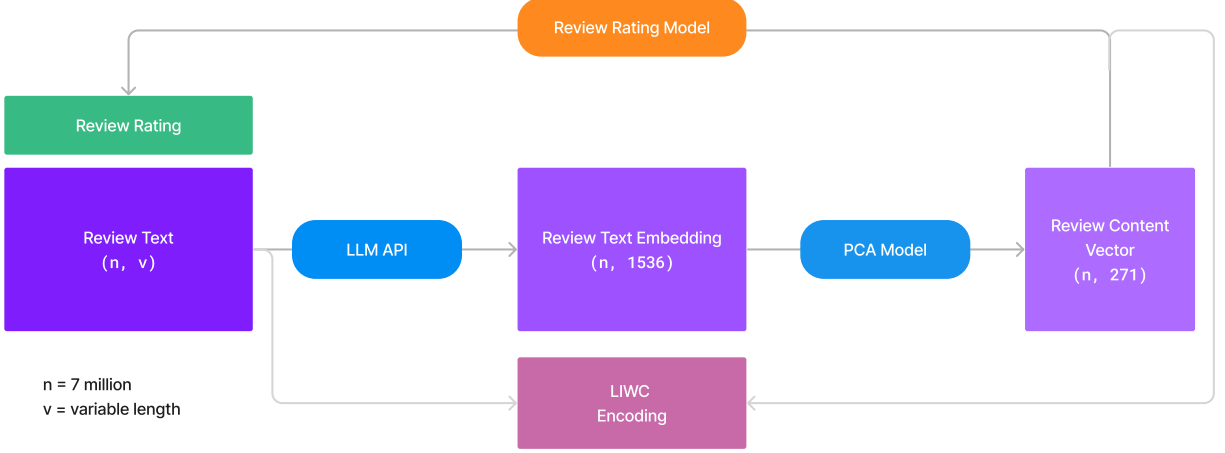 Review Rating Model
Review Rating
Review Text
(n, v)
LLM API
Review Text Embedding
(n, 1536)
PCA Model
Review Content
Vector
(n, 271)
n = 7 million
v = variable length
LIWC
Encoding